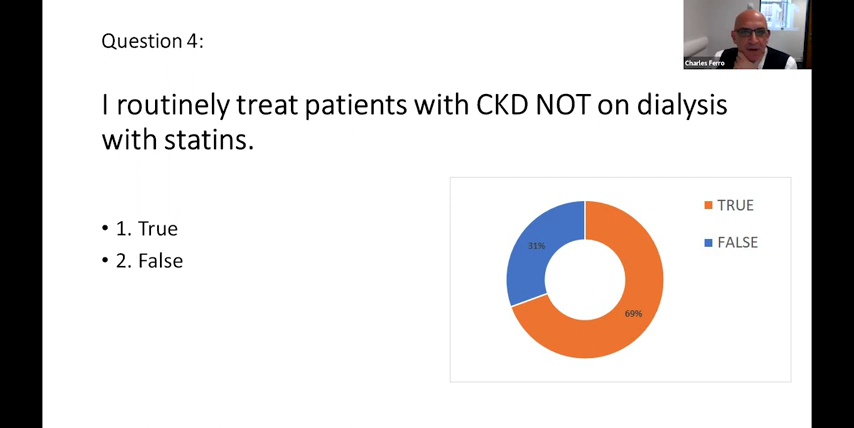 Question 4:
Charles Ferro
I routinely treat patients with CKD NOT on dialysis
with statins.
• 1. True
• 2. False
TRUE
FALSE
31%
69%